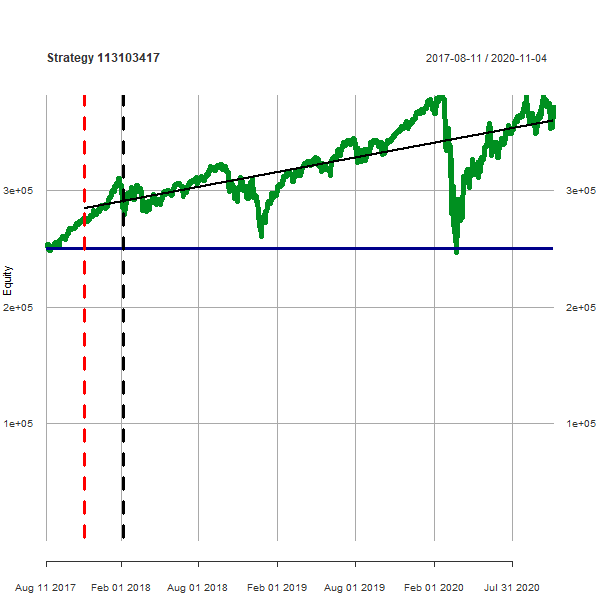 Strategy 113103417
2017-08-11 / 2020-11-04
Equity
3e+05
3e+05
2e+05
2e+05
1e+05
1e+05
Aug 11 2017
Feb 01 2018
Aug 01 2018
Feb 01 2019
Aug 01 2019
Feb 01 2020
Jul 31 2020